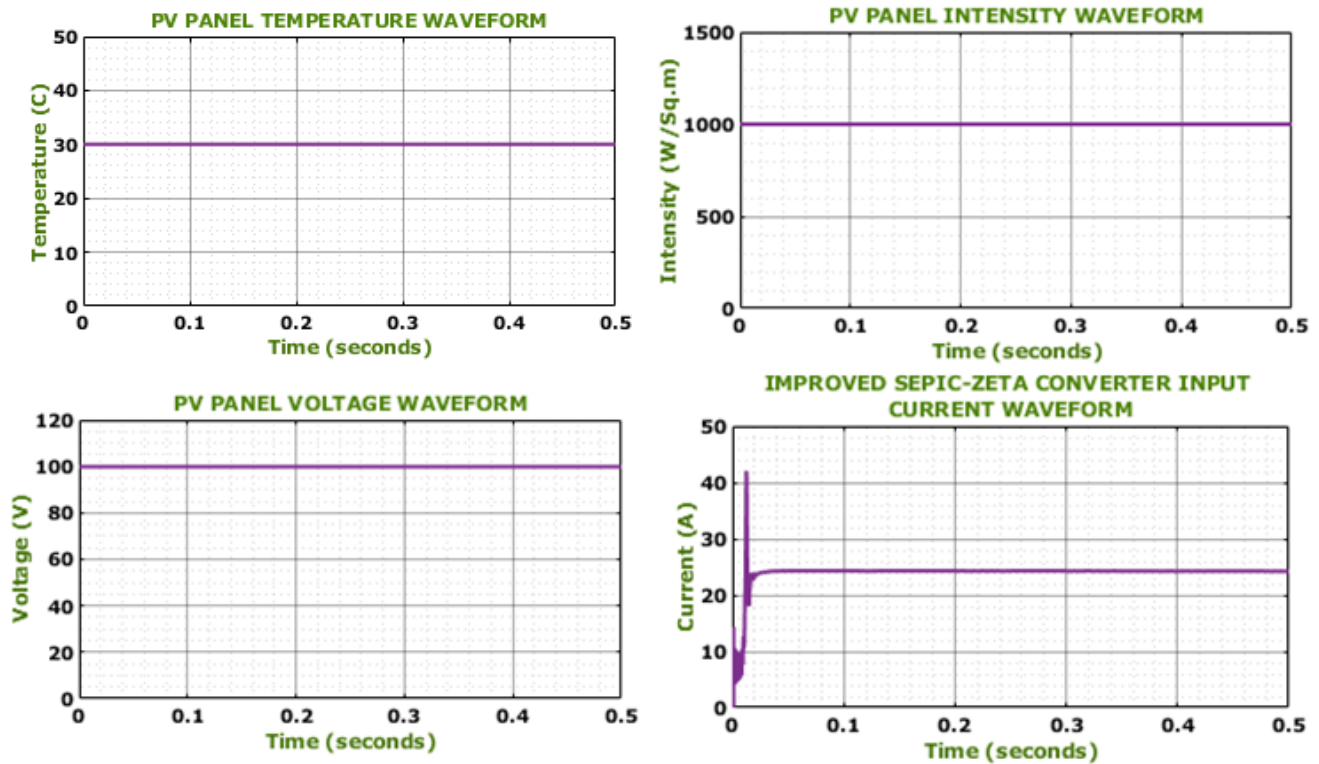 PV PANEL TEMPERATURE WAVEFORM
50
40
30
20
10
0
Temperature (C)
0 0.1 0.2 0.3 0.4 0.5
Time (seconds)
PV PANEL INTENSITY WAVEFORM
1500
1000
500
0
Intensity (W/Sq.m)
0 0.1 0.2 0.3 0.4 0.5
Time (seconds)
PV PANEL VOLTAGE WAVEFORM
120
100
80
60
40
20
0
Voltage (V)
0 0.1 0.2 0.3 0.4 0.5
Time (seconds)
IMPROVED SEPIC-ZETA CONVERTER INPUT
CURRENT WAVEFORM
50
40
30
20
10
0
Current (A)
0 0.1 0.2 0.3 0.4 0.5
Time (seconds)